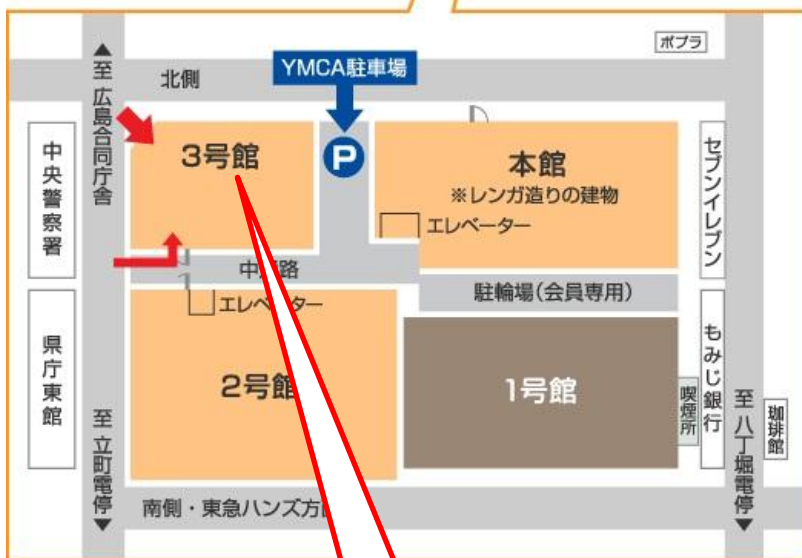 ポプラ
YMCA駐車場
北側
▲至 広島合同庁舎
P
3号館
本館
※レンガ造りの建物
エレベーター
中央警察署
セブンイレブン
駐輪場(会員専用)
エレベーター
2号館
1号館
県庁東館
もみじ銀行
喫煙所
珈琲館
至 立町電停▼
至 八丁堀電停▼
南側・東急ハンズ方